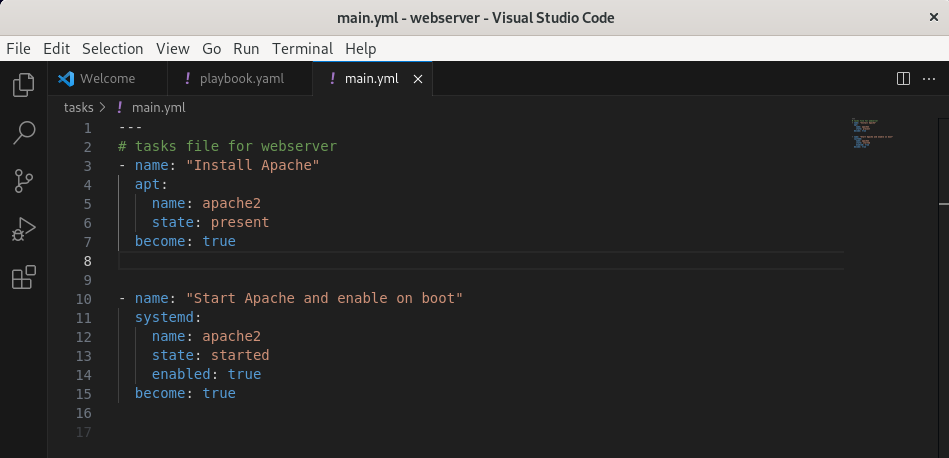 main.yml - webserver - Visual Studio Code
File Edit Selection View Go Run Terminal Help
Welcome playbook.yaml main.yml
tasks > ! main.yml
1 ---
2 # tasks file for webserver
3 - name: "Install Apache"
4 apt:
5 name: apache2
6 state: present
7 become: true
8
9
10 - name: "Start Apache and enable on boot"
11 systemd:
12 name: apache2
13 state: started
14 enabled: true
15 become: true
16
17